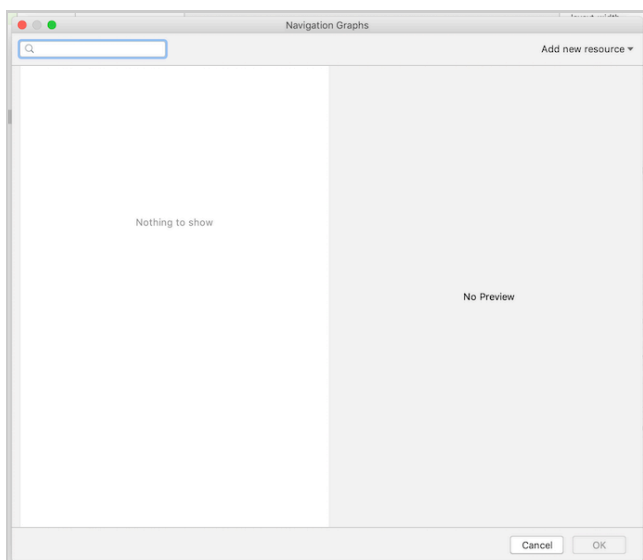 Navigation Graphs
Add new resource
Nothing to show
No Preview
Cancel
OK